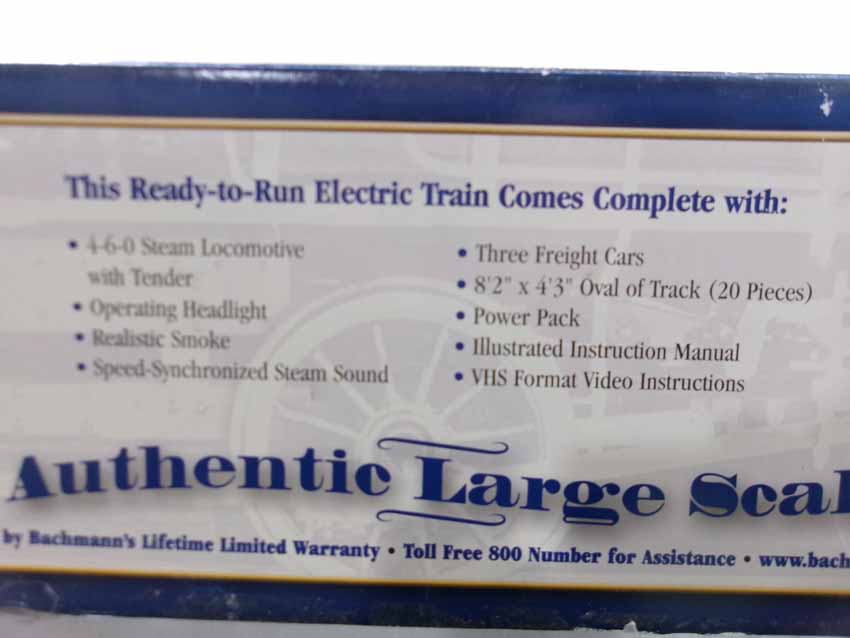 This Ready-to-Run Electric Train Comes Complete with:
• 4-6-0 Steam Locomotive
with Tender
• Operating Headlight
• Realistic Smoke
• Speed-Synchronized Steam Sound
• Three Freight Cars
• 8'2" x 4'3" Oval of Track (20 Pieces)
• Power Pack
• Illustrated Instruction Manual
• VHS Format Video Instructions
Authentic Large Scal
by Bachmann's Lifetime Limited Warranty • Toll Free 800 Number for Assistance • www.bach